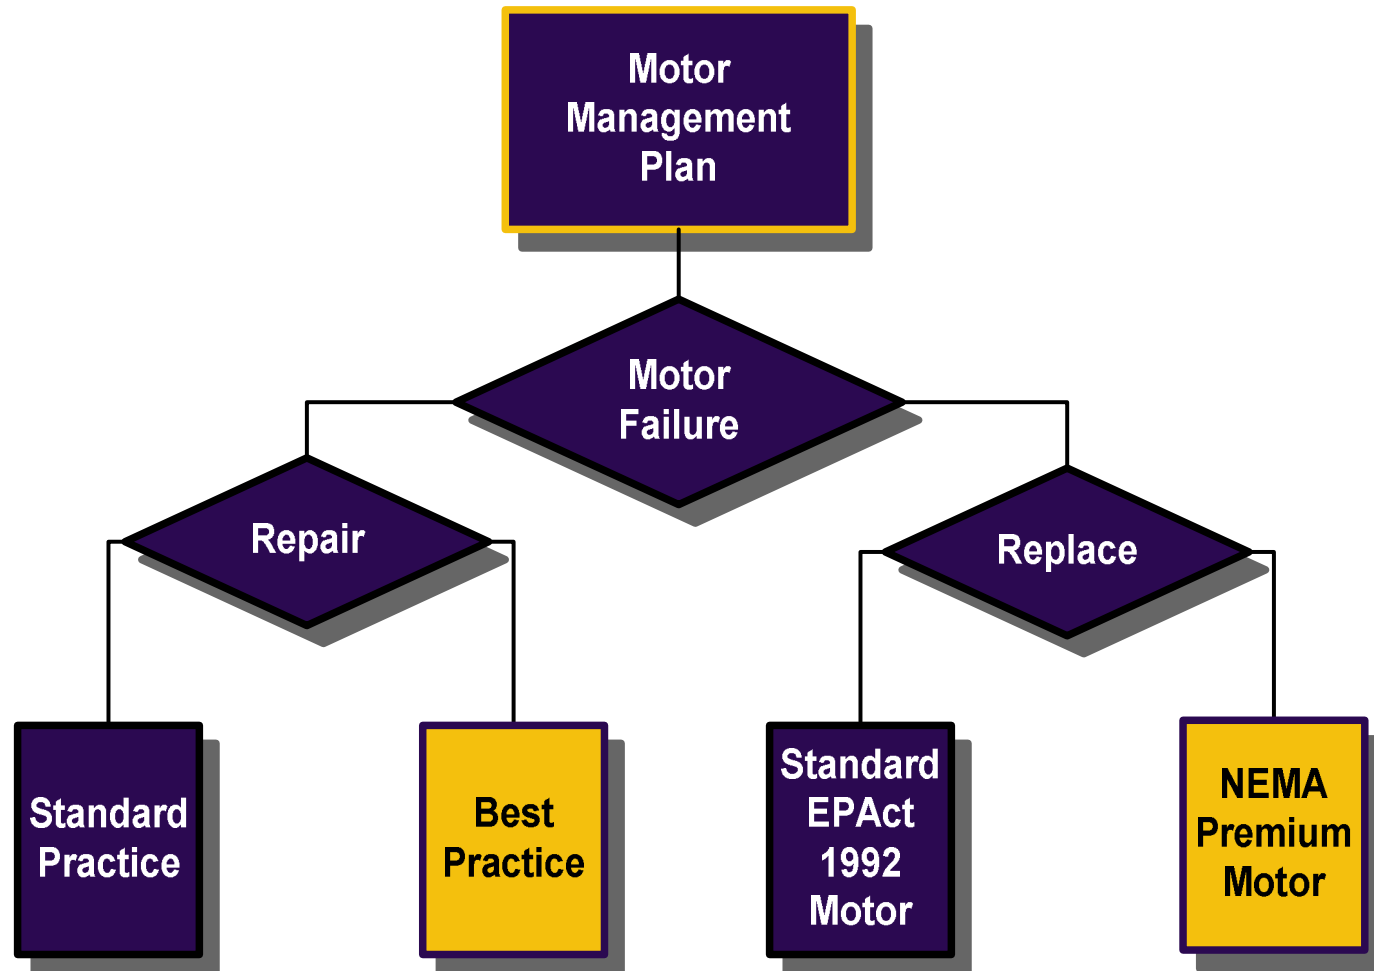 Motor
Management
Plan
Motor
Failure
Repair
Replace
Standard
Practice
Best
Practice
Standard
EPAct
1992
Motor
NEMA
Premium
Motor